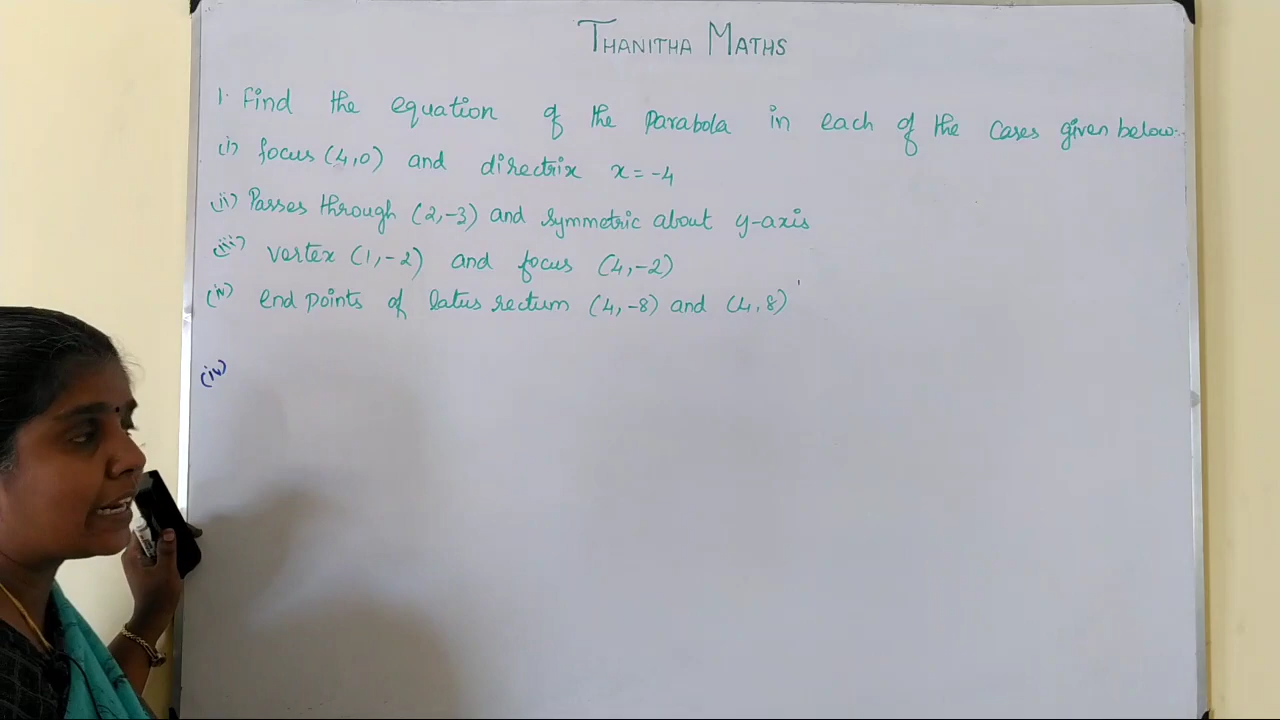 THANITHA MATHS
1. Find the equation of the Parabola in each of the cases given below:-
(i) focus (4,0) and directrix x = -4
(ii) Passes through (2,-3) and symmetric about y-axis
(iii) vertex (1,-2) and focus (4,-2)
(iv) end points of latus rectum (4,-8) and (4,8)
(iv)